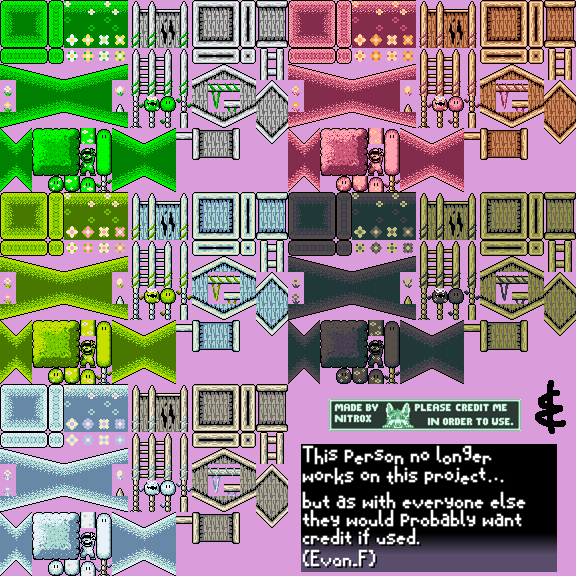 MADE BY
NITROX
PLEASE CREDIT ME
IN ORDER TO USE.
&
This Person no longer
works on this project...
but as with everyone else
they would Probably want
credit if used.
(Evan.F)